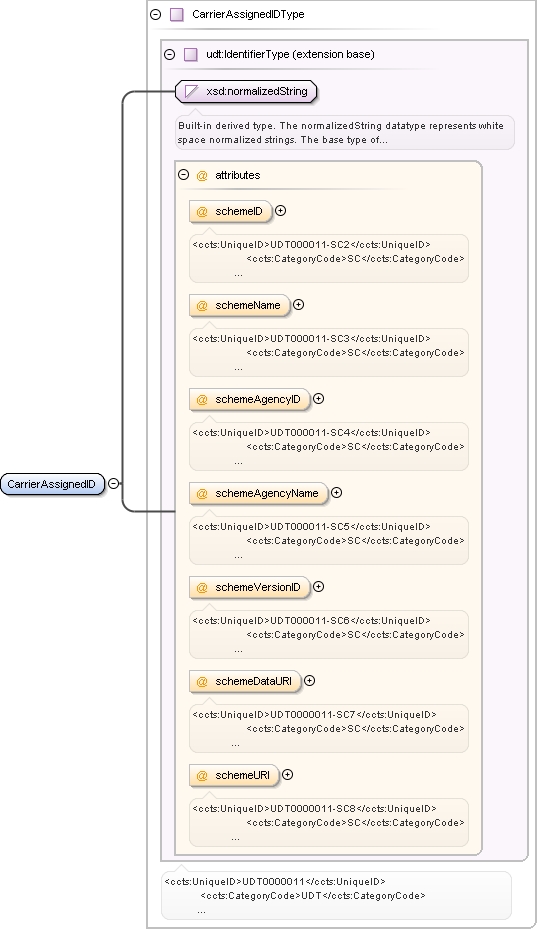 CarrierAssignedIDType
udt:IdentifierType (extension base)
xsd:normalizedString
Built-in derived type. The normalizedString datatype represents white
space normalized strings. The base type of...
@ attributes
@ schemeID
<ccts:UniqueID>UDT000011-SC2</ccts:UniqueID>
<ccts:CategoryCode>SC</ccts:CategoryCode>
...
@ schemeName
<ccts:UniqueID>UDT000011-SC3</ccts:UniqueID>
<ccts:CategoryCode>SC</ccts:CategoryCode>
...
@ schemeAgencyID
<ccts:UniqueID>UDT000011-SC4</ccts:UniqueID>
<ccts:CategoryCode>SC</ccts:CategoryCode>
...
CarrierAssignedID
@ schemeAgencyName
<ccts:UniqueID>UDT000011-SC5</ccts:UniqueID>
<ccts:CategoryCode>SC</ccts:CategoryCode>
...
@ schemeVersionID
<ccts:UniqueID>UDT000011-SC6</ccts:UniqueID>
<ccts:CategoryCode>SC</ccts:CategoryCode>
...
@ schemeDataURI
<ccts:UniqueID>UDT0000011-SC7</ccts:UniqueID>
<ccts:CategoryCode>SC</ccts:CategoryCode>
...
@ schemeURI
<ccts:UniqueID>UDT0000011-SC8</ccts:UniqueID>
<ccts:CategoryCode>SC</ccts:CategoryCode>
...
<ccts:UniqueID>UDT0000011</ccts:UniqueID>
<ccts:CategoryCode>UDT</ccts:CategoryCode>
...